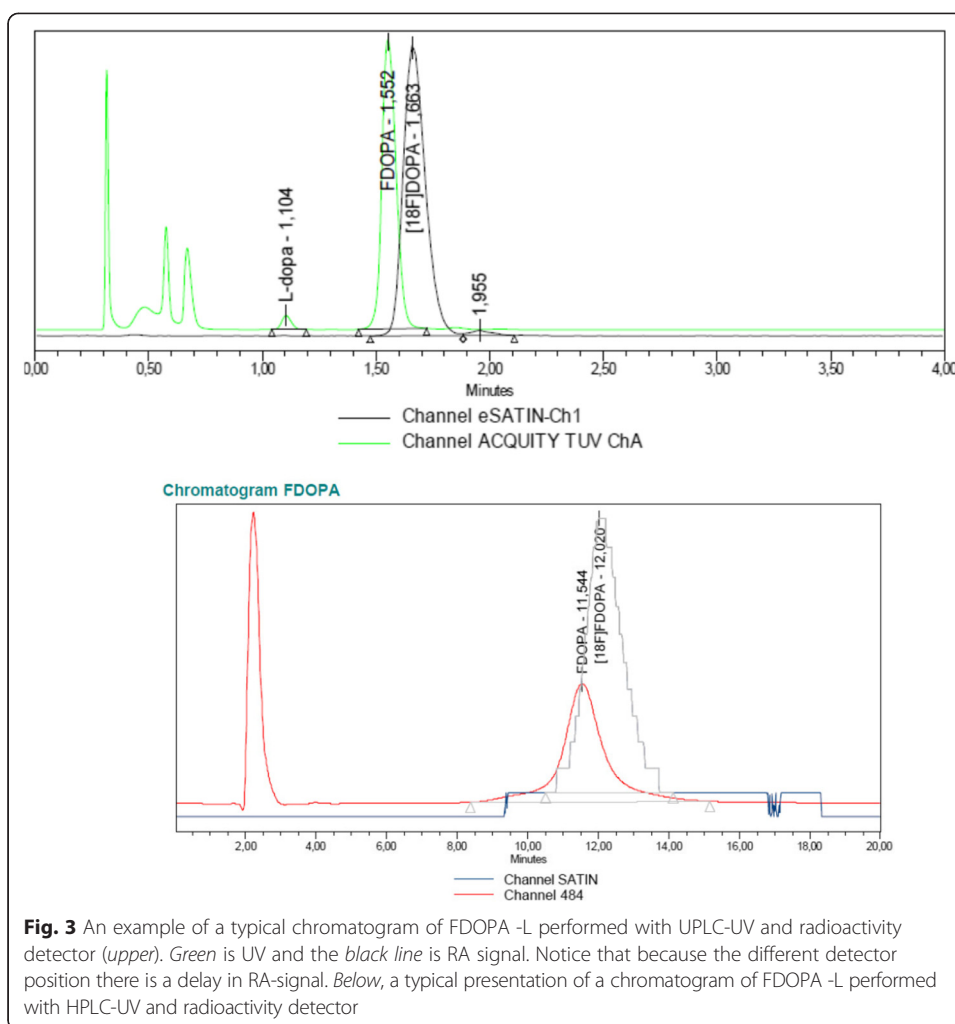 FDOPA - 1,552
[18F]DOPA - 1,663
L-dopa - 1,104
1,955
0,00 0,50 1,00 1,50 2,00 2,50 3,00 3,50 4,00
Minutes
Channel eSATIN-Ch1
Channel ACQUITY TUV ChA
Chromatogram FDOPA
FDOPA - 11,544
[18F]FDOPA - 12,020
2,00 4,00 6,00 8,00 10,00 12,00 14,00 16,00 18,00 20,00
Minutes
Channel SATIN
Channel 484
Fig. 3 An example of a typical chromatogram of FDOPA -L performed with UPLC-UV and radioactivity
detector (upper). Green is UV and the black line is RA signal. Notice that because the different detector
position there is a delay in RA-signal. Below, a typical presentation of a chromatogram of FDOPA -L performed
with HPLC-UV and radioactivity detector